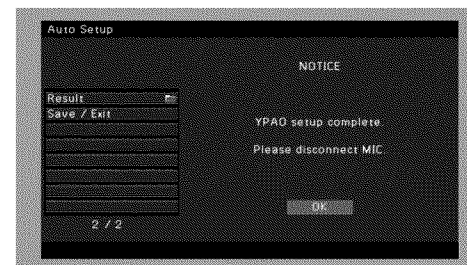 Auto Setup
NOTICE
Result
Save / Exit
YPAO setup complete.
Please disconnect MIC.
OK
2 / 2